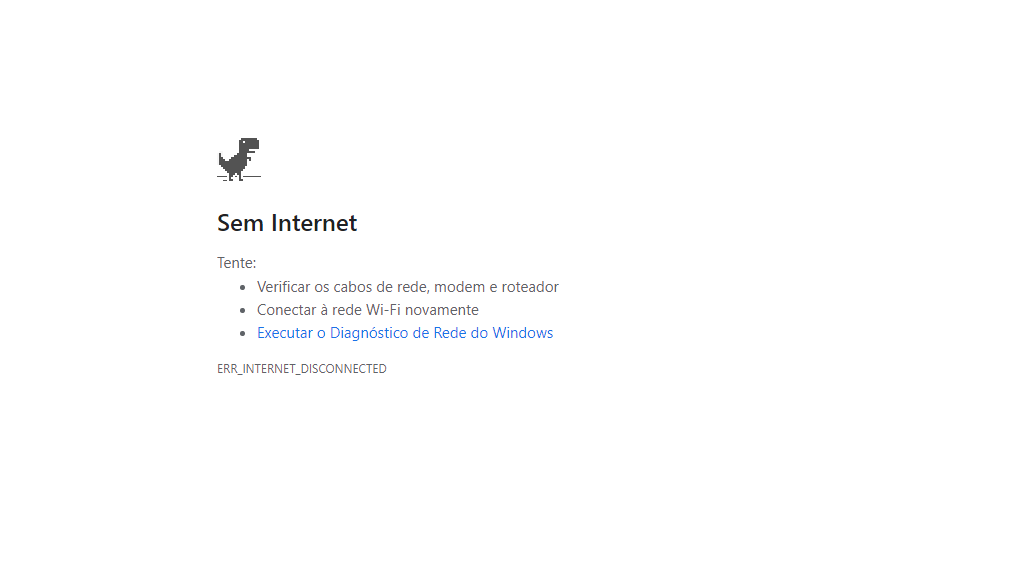 Sem Internet
Tente:
Verificar os cabos de rede, modem e roteador
Conectar à rede Wi-Fi novamente
Executar o Diagnóstico de Rede do Windows
ERR_INTERNET_DISCONNECTED